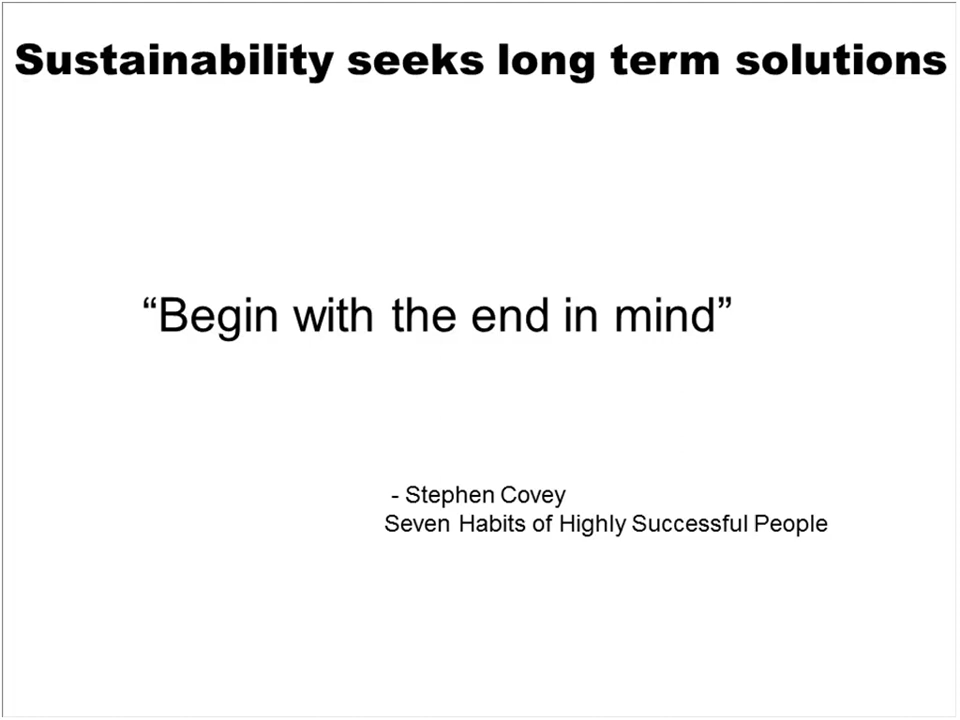 Sustainability seeks long term solutions
“Begin with the end in mind”
- Stephen Covey
Seven Habits of Highly Successful People